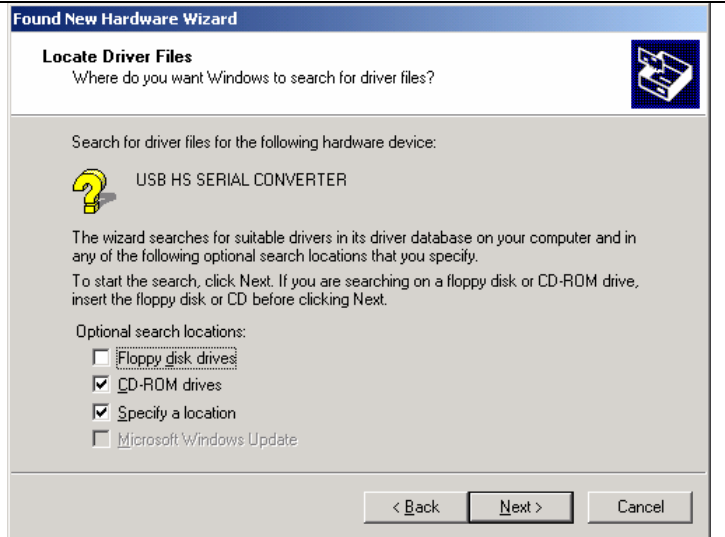 Found New Hardware Wizard
Locate Driver Files
Where do you want Windows to search for driver files?
Search for driver files for the following hardware device:
USB HS SERIAL CONVERTER
The wizard searches for suitable drivers in its driver database on your computer and in
any of the following optional search locations that you specify.
To start the search, click Next. If you are searching on a floppy disk or CD-ROM drive,
insert the floppy disk or CD before clicking Next.
Optional search locations:
Floppy disk drives
CD-ROM drives
Specify a location
Microsoft Windows Update
< Back Next > Cancel